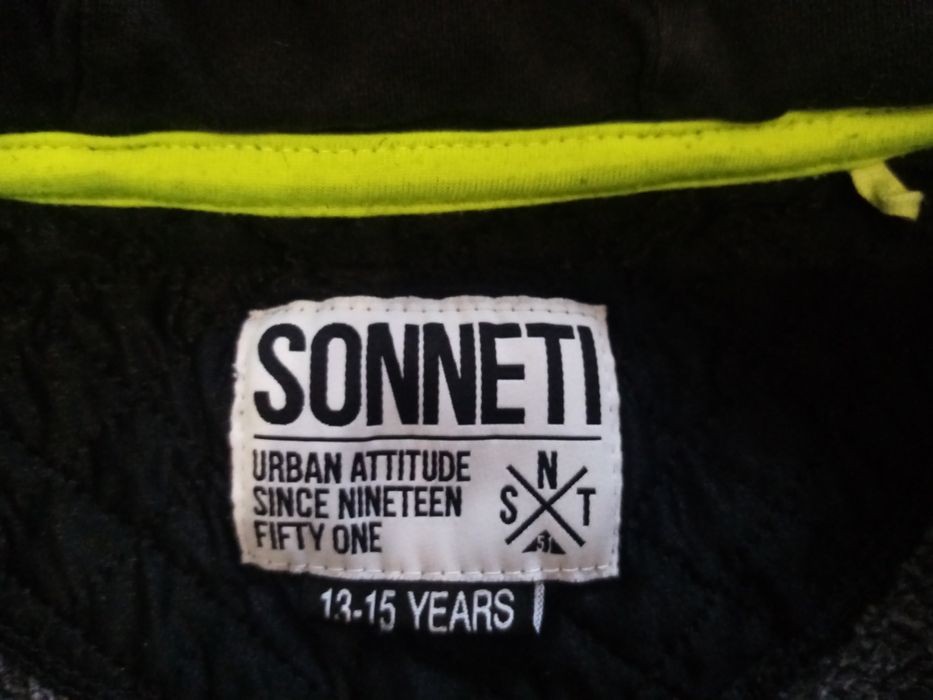 SONNETI
URBAN ATTITUDE
SINCE NINETEEN
FIFTY ONE
N
S T
51
13-15 YEARS